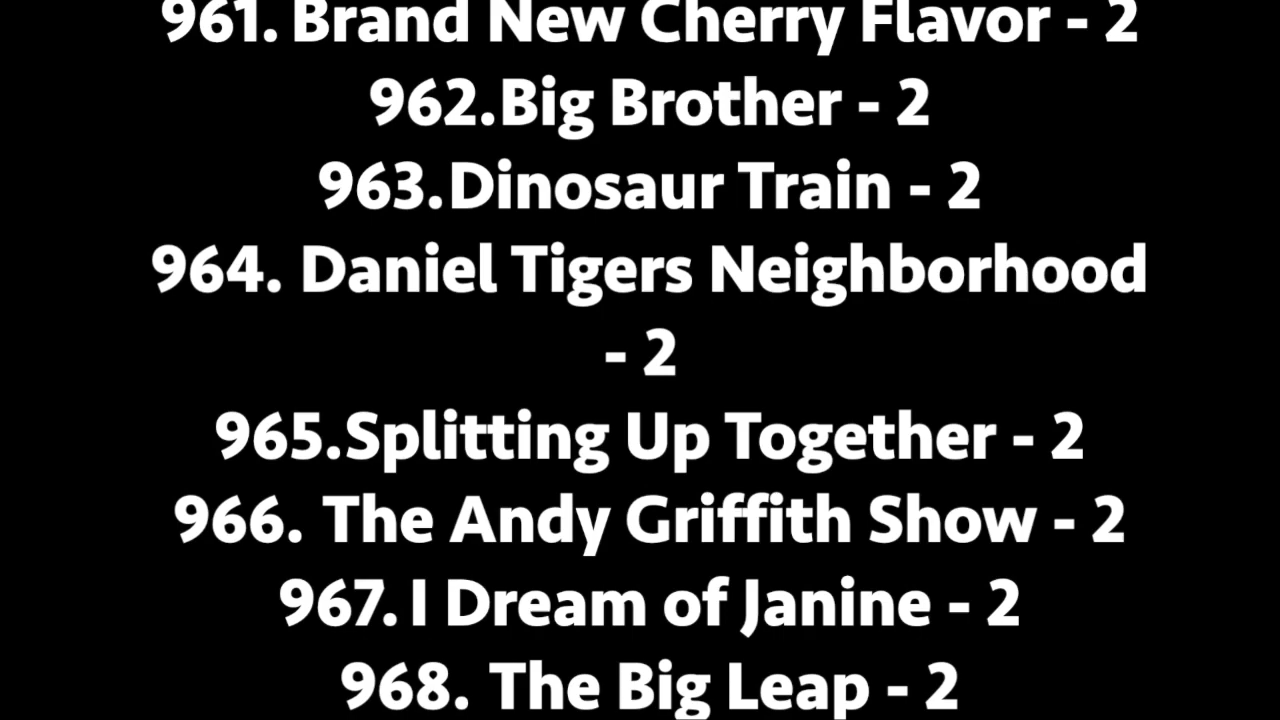 961. Brand New Cherry Flavor - 2
962.Big Brother - 2
963.Dinosaur Train - 2
964. Daniel Tigers Neighborhood
- 2
965.Splitting Up Together - 2
966. The Andy Griffith Show - 2
967. I Dream of Janine - 2
968. The Big Leap - 2